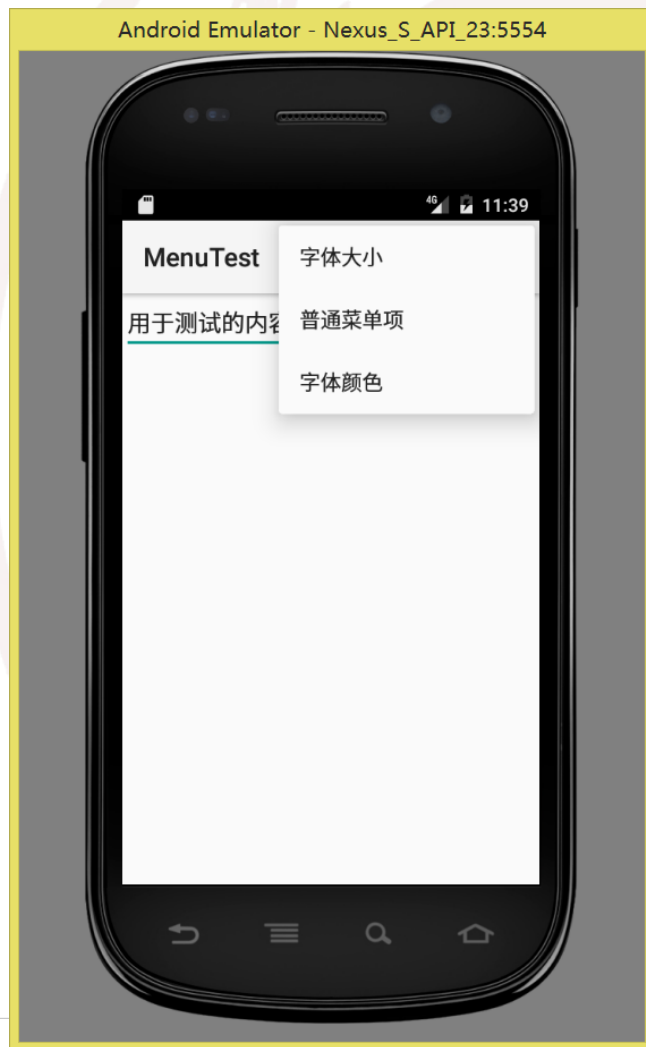 Android Emulator - Nexus_S_API_23:5554
4G 11:39
MenuTest
字体大小
用于测试的内容
普通菜单项
字体颜色